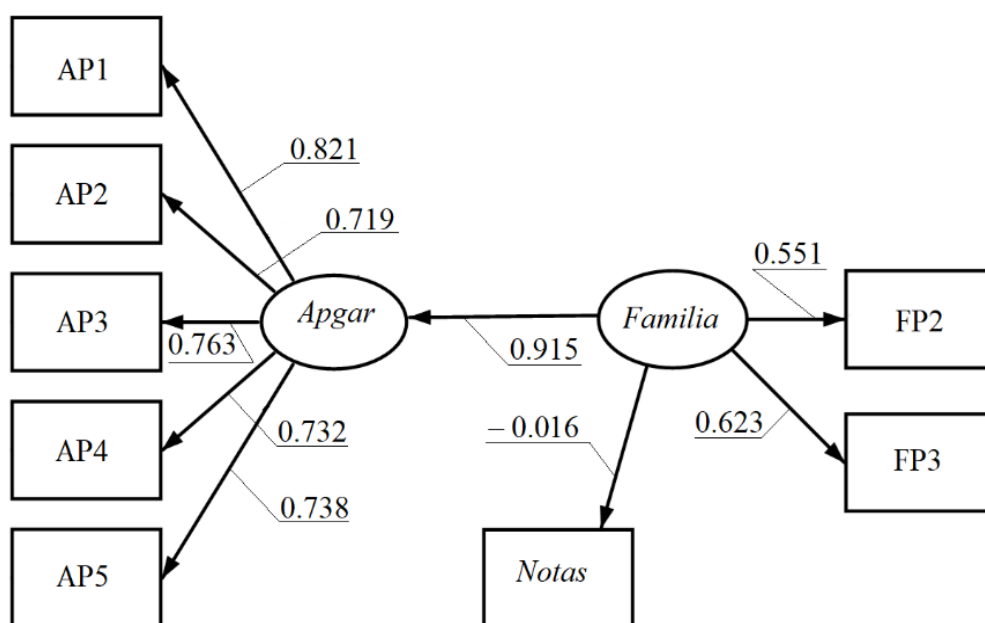 AP1
0.821
AP2
0.719
0.551
AP3
Apgar
Familia
FP2
0.763
0.915
AP4
0.732
– 0.016
0.623
FP3
0.738
AP5
Notas